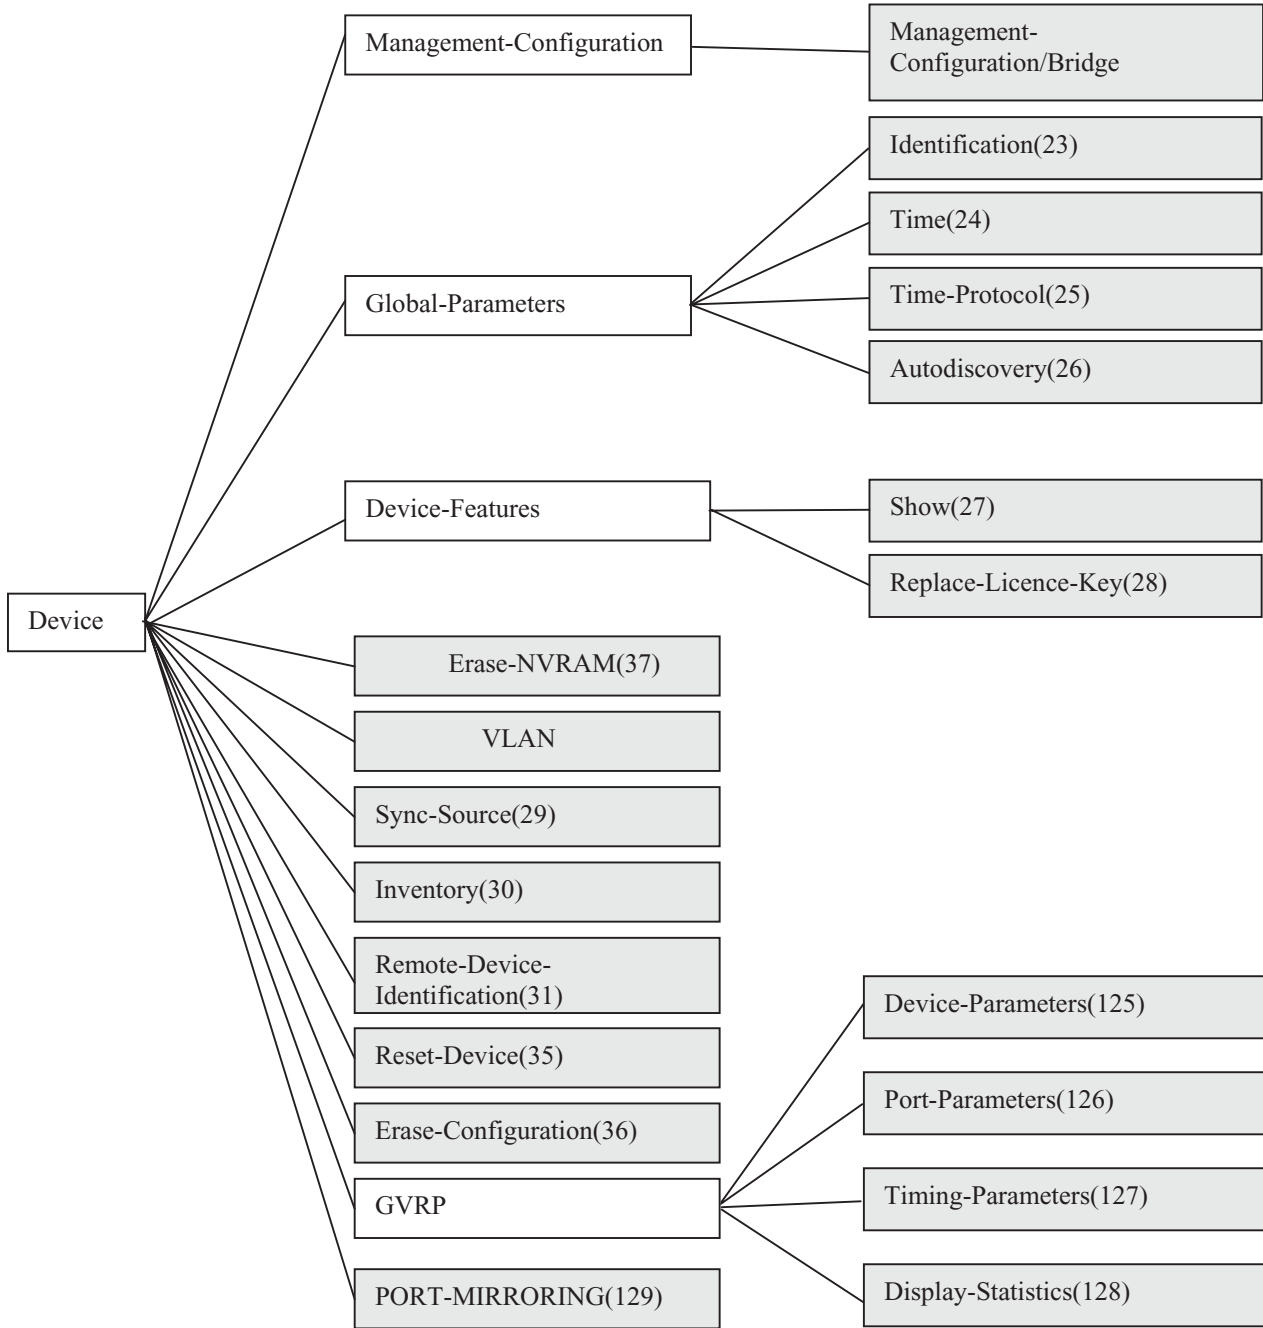 Management-Configuration
Management-
Configuration/Bridge
Identification(23)
Time(24)
Global-Parameters
Time-Protocol(25)
Autodiscovery(26)
Device-Features
Show(27)
Replace-Licence-Key(28)
Device
Erase-NVRAM(37)
VLAN
Sync-Source(29)
Inventory(30)
Remote-Device-
Identification(31)
Reset-Device(35)
Erase-Configuration(36)
GVRP
PORT-MIRRORING(129)
Device-Parameters(125)
Port-Parameters(126)
Timing-Parameters(127)
Display-Statistics(128)